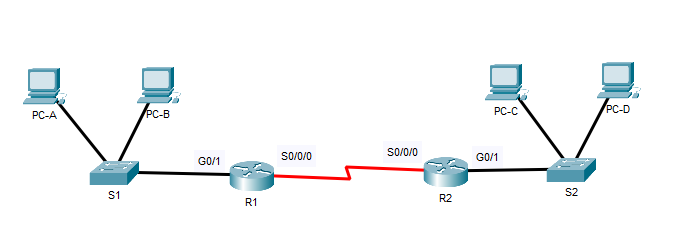 PC-A
PC-B
PC-C
PC-D
G0/1
S0/0/0
S0/0/0
G0/1
S1
R1
R2
S2